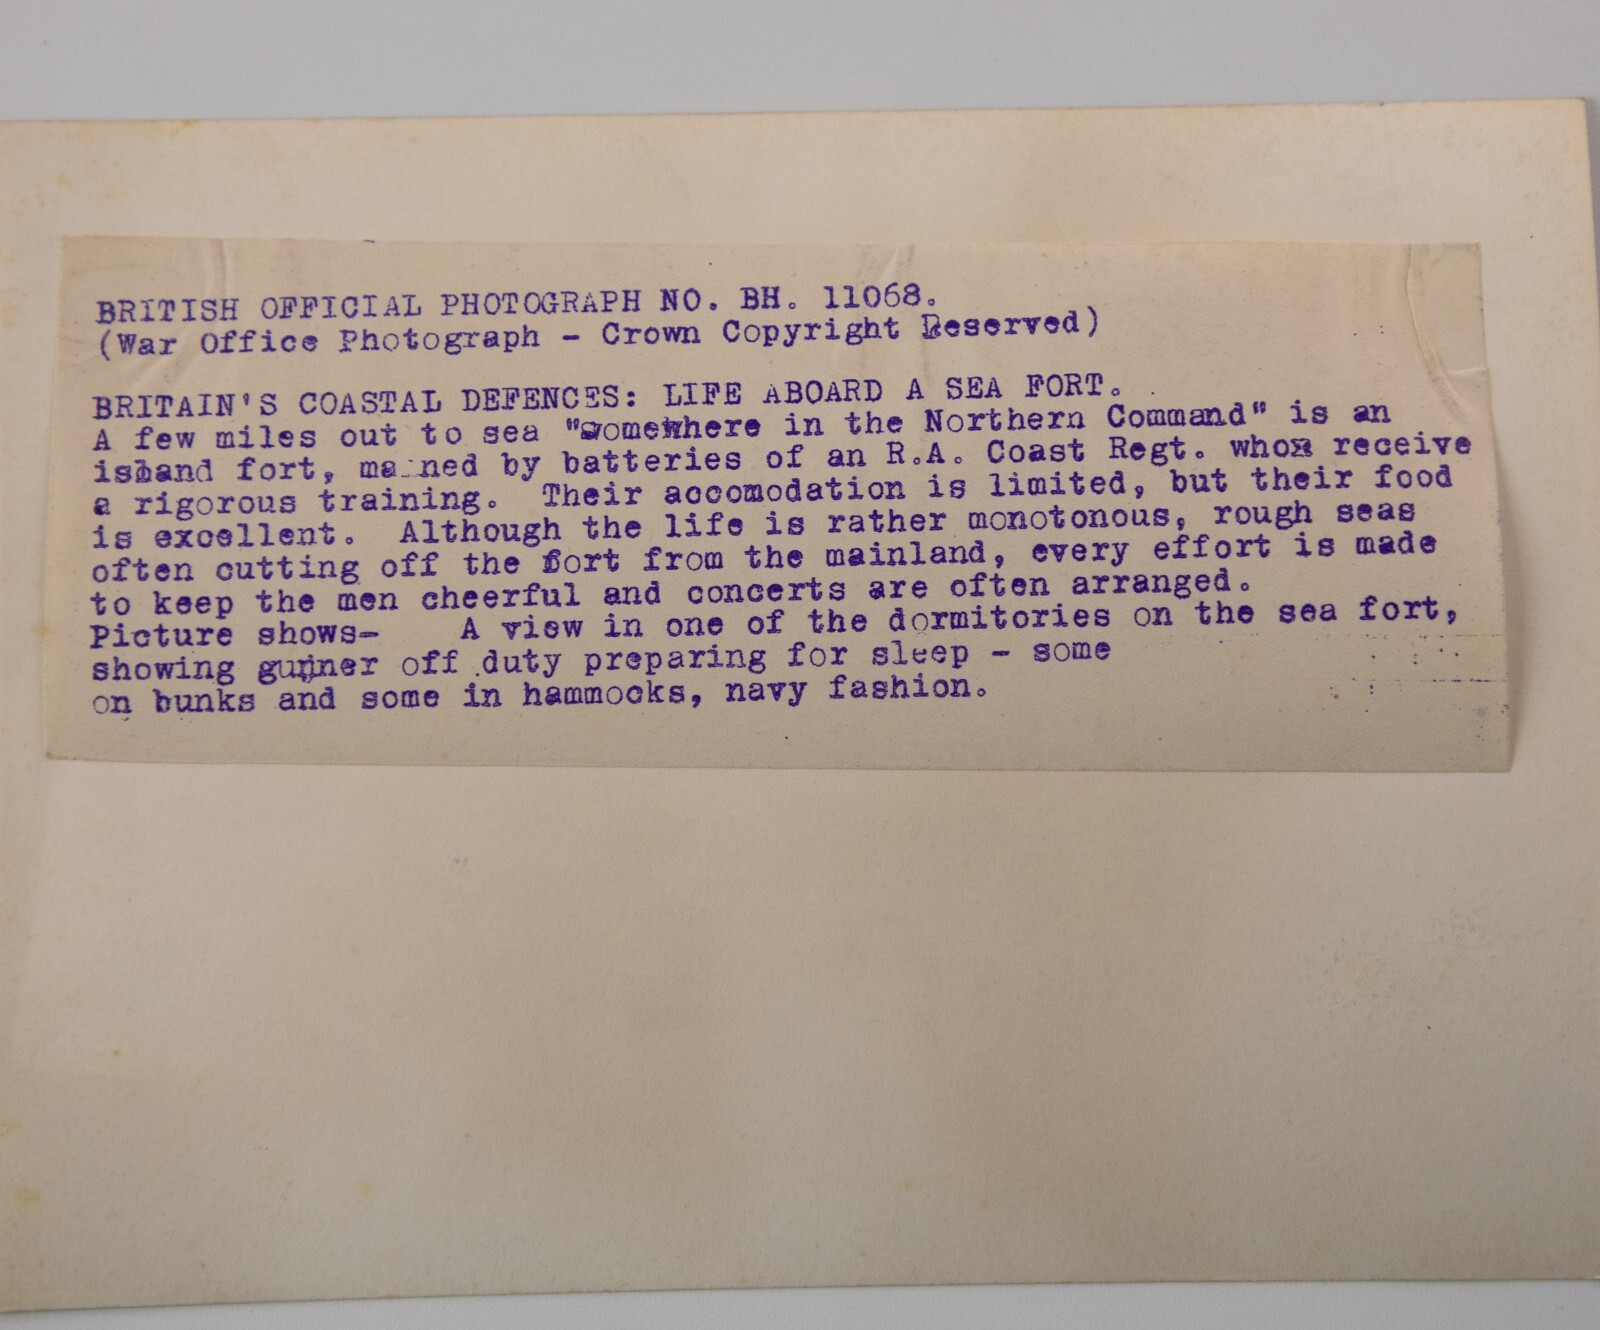 BRITISH OFFICIAL PHOTOGRAPH NO. BH. 11068.
(War Office Photograph - Crown Copyright Reserved)
BRITAIN'S COASTAL DEFENCES: LIFE ABOARD A SEA FORT.
A few miles out to sea "somewhere in the Northern Command" is an
island fort, ma ned by batteries of an R.A. Coast Regt. who receive
a rigorous training. Their accomodation is limited, but their food
is excellent. Although the life is rather monotonous, rough seas
often cutting off the fort from the mainland, every effort is made
to keep the men cheerful and concerts are often arranged.
Picture shows- A view in one of the dormitories on the sea fort,
showing gunner off duty preparing for sleep - some
on bunks and some in hammocks, navy fashion.